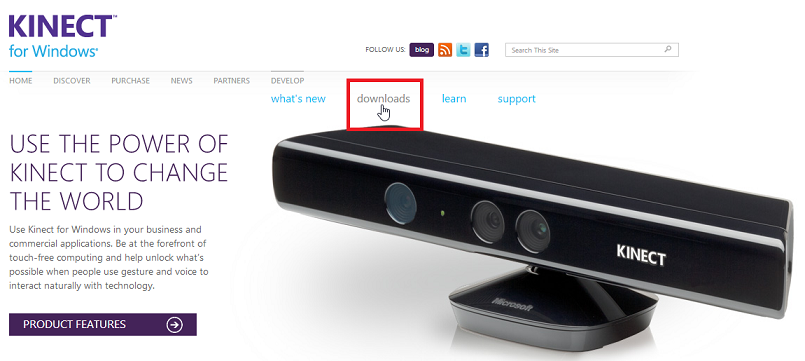 KINECT™
for Windows®
FOLLOW US: blog
Search This Site
HOME DISCOVER PURCHASE NEWS PARTNERS DEVELOP
what's new downloads learn support
USE THE POWER OF
KINECT TO CHANGE
THE WORLD
Use Kinect for Windows in your business and
commercial applications. Be at the forefront of
touch-free computing and help unlock what's
possible when people use gesture and voice to
interact naturally with technology.
KINECT
Microsoft
PRODUCT FEATURES